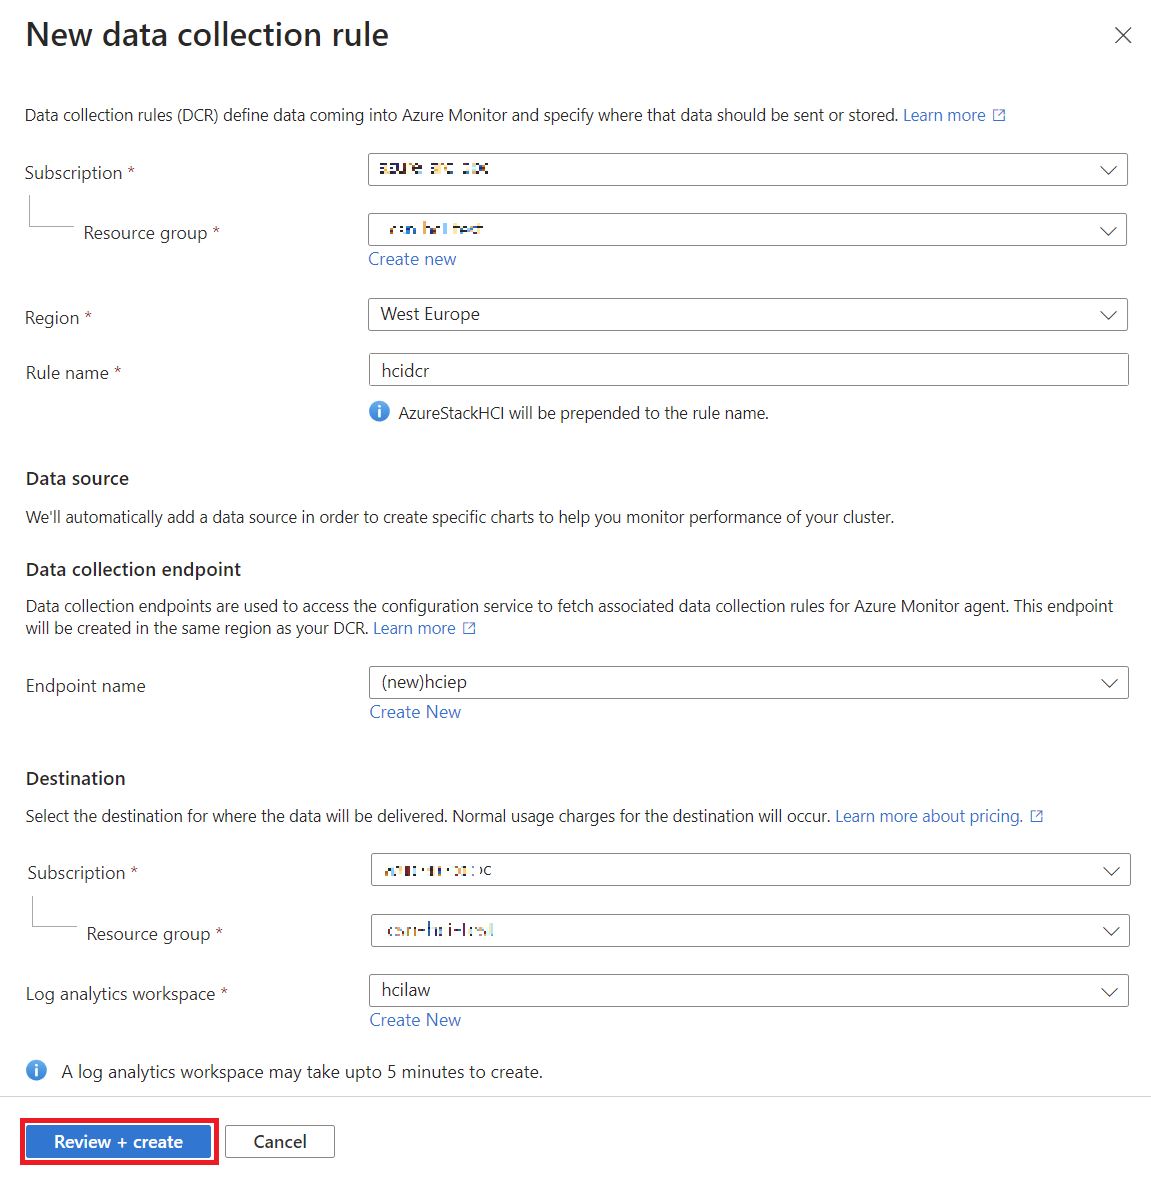 New data collection rule
Data collection rules (DCR) define data coming into Azure Monitor and specify where that data should be sent or stored. Learn more
Subscription *
Resource group *
Create new
Region *
West Europe
Rule name *
hcidcr
AzureStackHCI will be prepended to the rule name.
Data source
We'll automatically add a data source in order to create specific charts to help you monitor performance of your cluster.
Data collection endpoint
Data collection endpoints are used to access the configuration service to fetch associated data collection rules for Azure Monitor agent. This endpoint
will be created in the same region as your DCR. Learn more
Endpoint name
(new)hciep
Create New
Destination
Select the destination for where the data will be delivered. Normal usage charges for the destination will occur. Learn more about pricing.
Subscription *
Resource group *
Log analytics workspace *
hcilaw
Create New
A log analytics workspace may take upto 5 minutes to create.
Review + create
Cancel